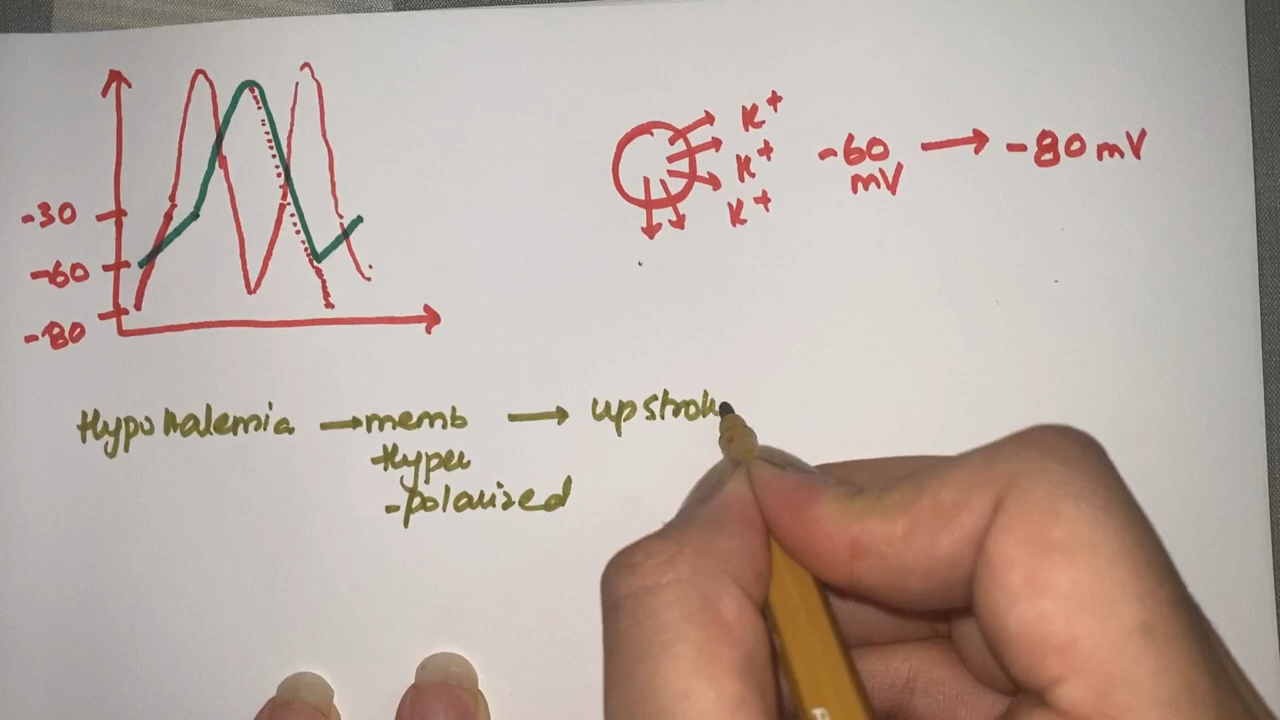 K+
K+
K+
-60 mV → -80 mV
-30
-60
-80
Hypokalemia → memb Hyper -polarized → upstrok